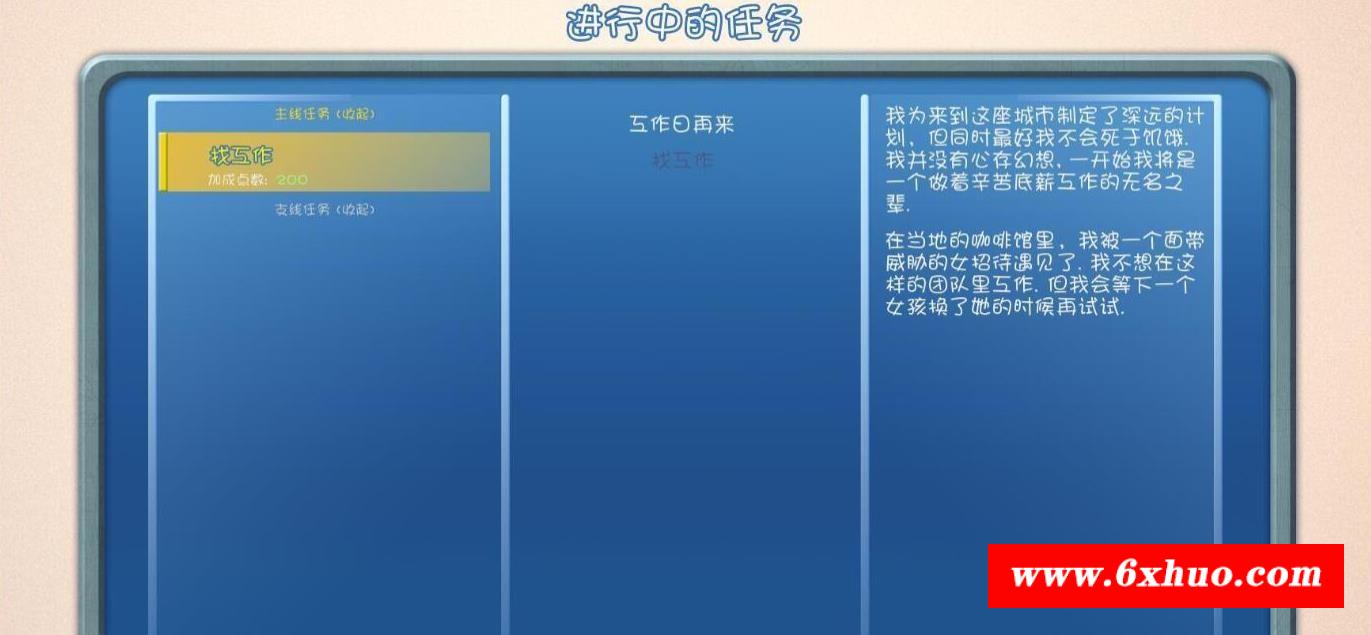 进行中的任务
主线任务（收起）
找工作
加成点数: 200
支线任务（收起）
工作日再来
找工作
我为来到这座城市制定了深远的计
划, 但同时最好我不会死于饥饿.
我并没有心存幻想, 一开始我将是
一个做着辛苦底薪工作的无名之
辈.
在当地的咖啡馆里, 我被一个面带
威胁的女招待遇见了. 我不想在这
样的团队里工作. 但我会等下一个
女孩换了她的时候再试试.
www.6xhuo.com